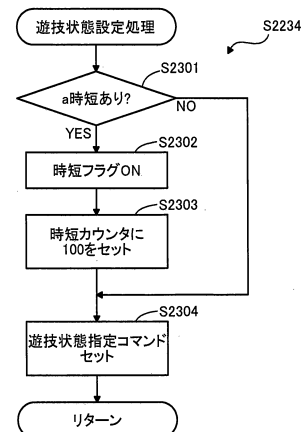 遊技状態設定処理
S2234
S2301
a時短あり?
NO
YES
S2302
時短フラグON
S2303
時短カウンタに
100をセット
S2304
遊技状態指定コマンド
セット
リターン